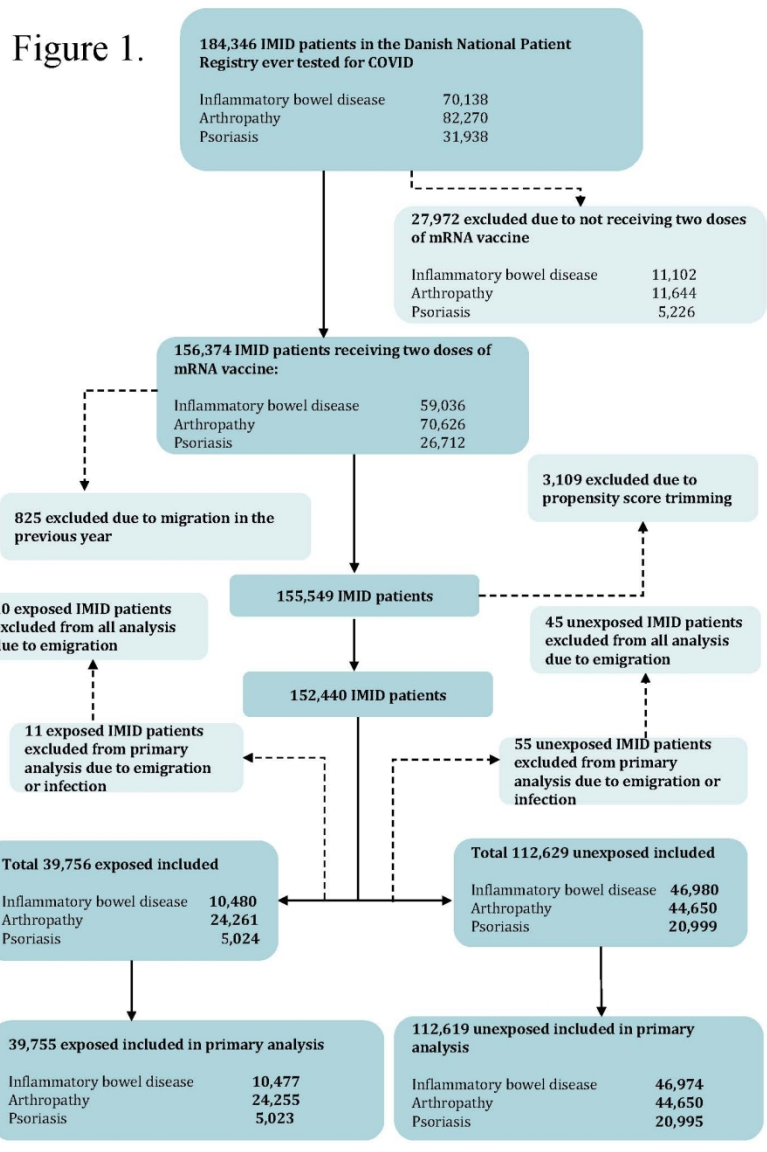 Figure 1.
184,346 IMID patients in the Danish National Patient
Registry ever tested for COVID
Inflammatory bowel disease 70,138
Arthropathy 82,270
Psoriasis 31,938
27,972 excluded due to not receiving two doses
of mRNA vaccine
Inflammatory bowel disease 11,102
Arthropathy 11,644
Psoriasis 5,226
156,374 IMID patients receiving two doses of
mRNA vaccine:
Inflammatory bowel disease 59,036
Arthropathy 70,626
Psoriasis 26,712
825 excluded due to migration in the
previous year
3,109 excluded due to
propensity score trimming
155,549 IMID patients
0 exposed IMID patients
xcluded from all analysis
ue to emigration
45 unexposed IMID patients
excluded from all analysis
due to emigration
152,440 IMID patients
11 exposed IMID patients
excluded from primary
analysis due to emigration
or infection
55 unexposed IMID patients
excluded from primary
analysis due to emigration or
infection
Total 39,756 exposed included
Inflammatory bowel disease 10,480
Arthropathy 24,261
Psoriasis 5,024
Total 112,629 unexposed included
Inflammatory bowel disease 46,980
Arthropathy 44,650
Psoriasis 20,999
39,755 exposed included in primary analysis
Inflammatory bowel disease 10,477
Arthropathy 24,255
Psoriasis 5,023
112,619 unexposed included in primary
analysis
Inflammatory bowel disease 46,974
Arthropathy 44,650
Psoriasis 20,995